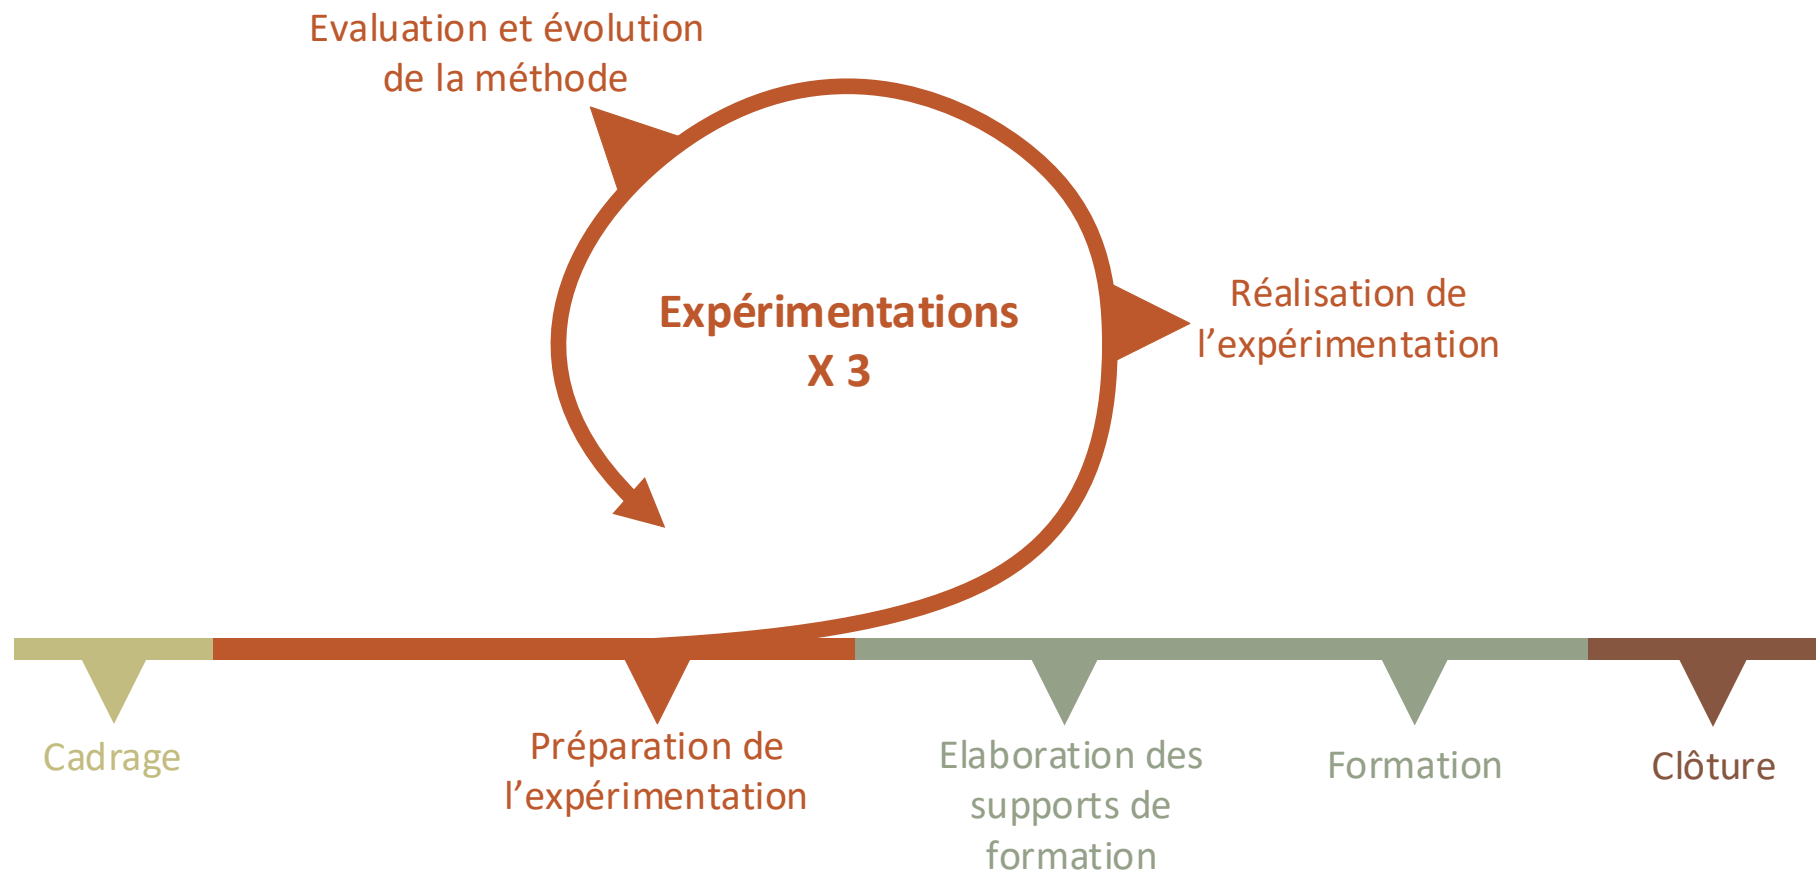 Evaluation et évolution
de la méthode
Expérimentations
X 3
Réalisation de
l’expérimentation
Cadrage
Préparation de
l’expérimentation
Elaboration des
supports de
formation
Formation
Clôture